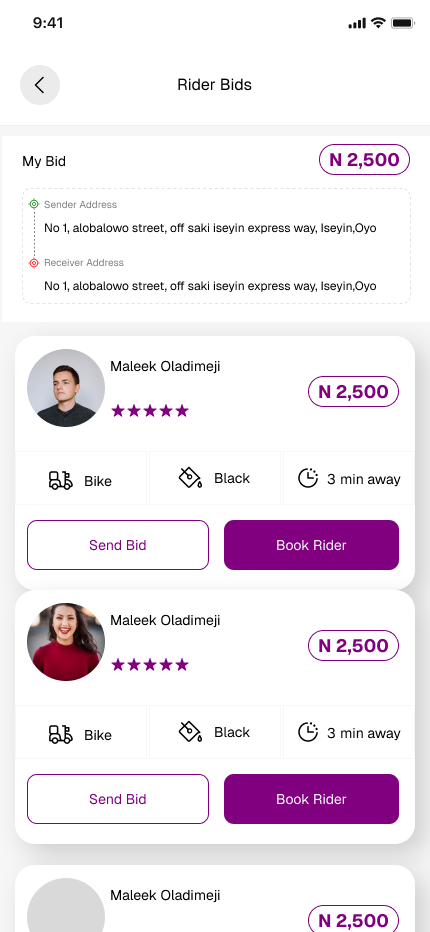 9:41
Rider Bids
My Bid
N 2,500
Sender Address
No 1, alobalowo street, off saki iseyin express way, Iseyin,Oyo
Receiver Address
No 1, alobalowo street, off saki iseyin express way, Iseyin,Oyo
Maleek Oladimeji
N 2,500
Bike
Black
3 min away
Send Bid
Book Rider
Maleek Oladimeji
N 2,500
Bike
Black
3 min away
Send Bid
Book Rider
Maleek Oladimeji
N 2,500